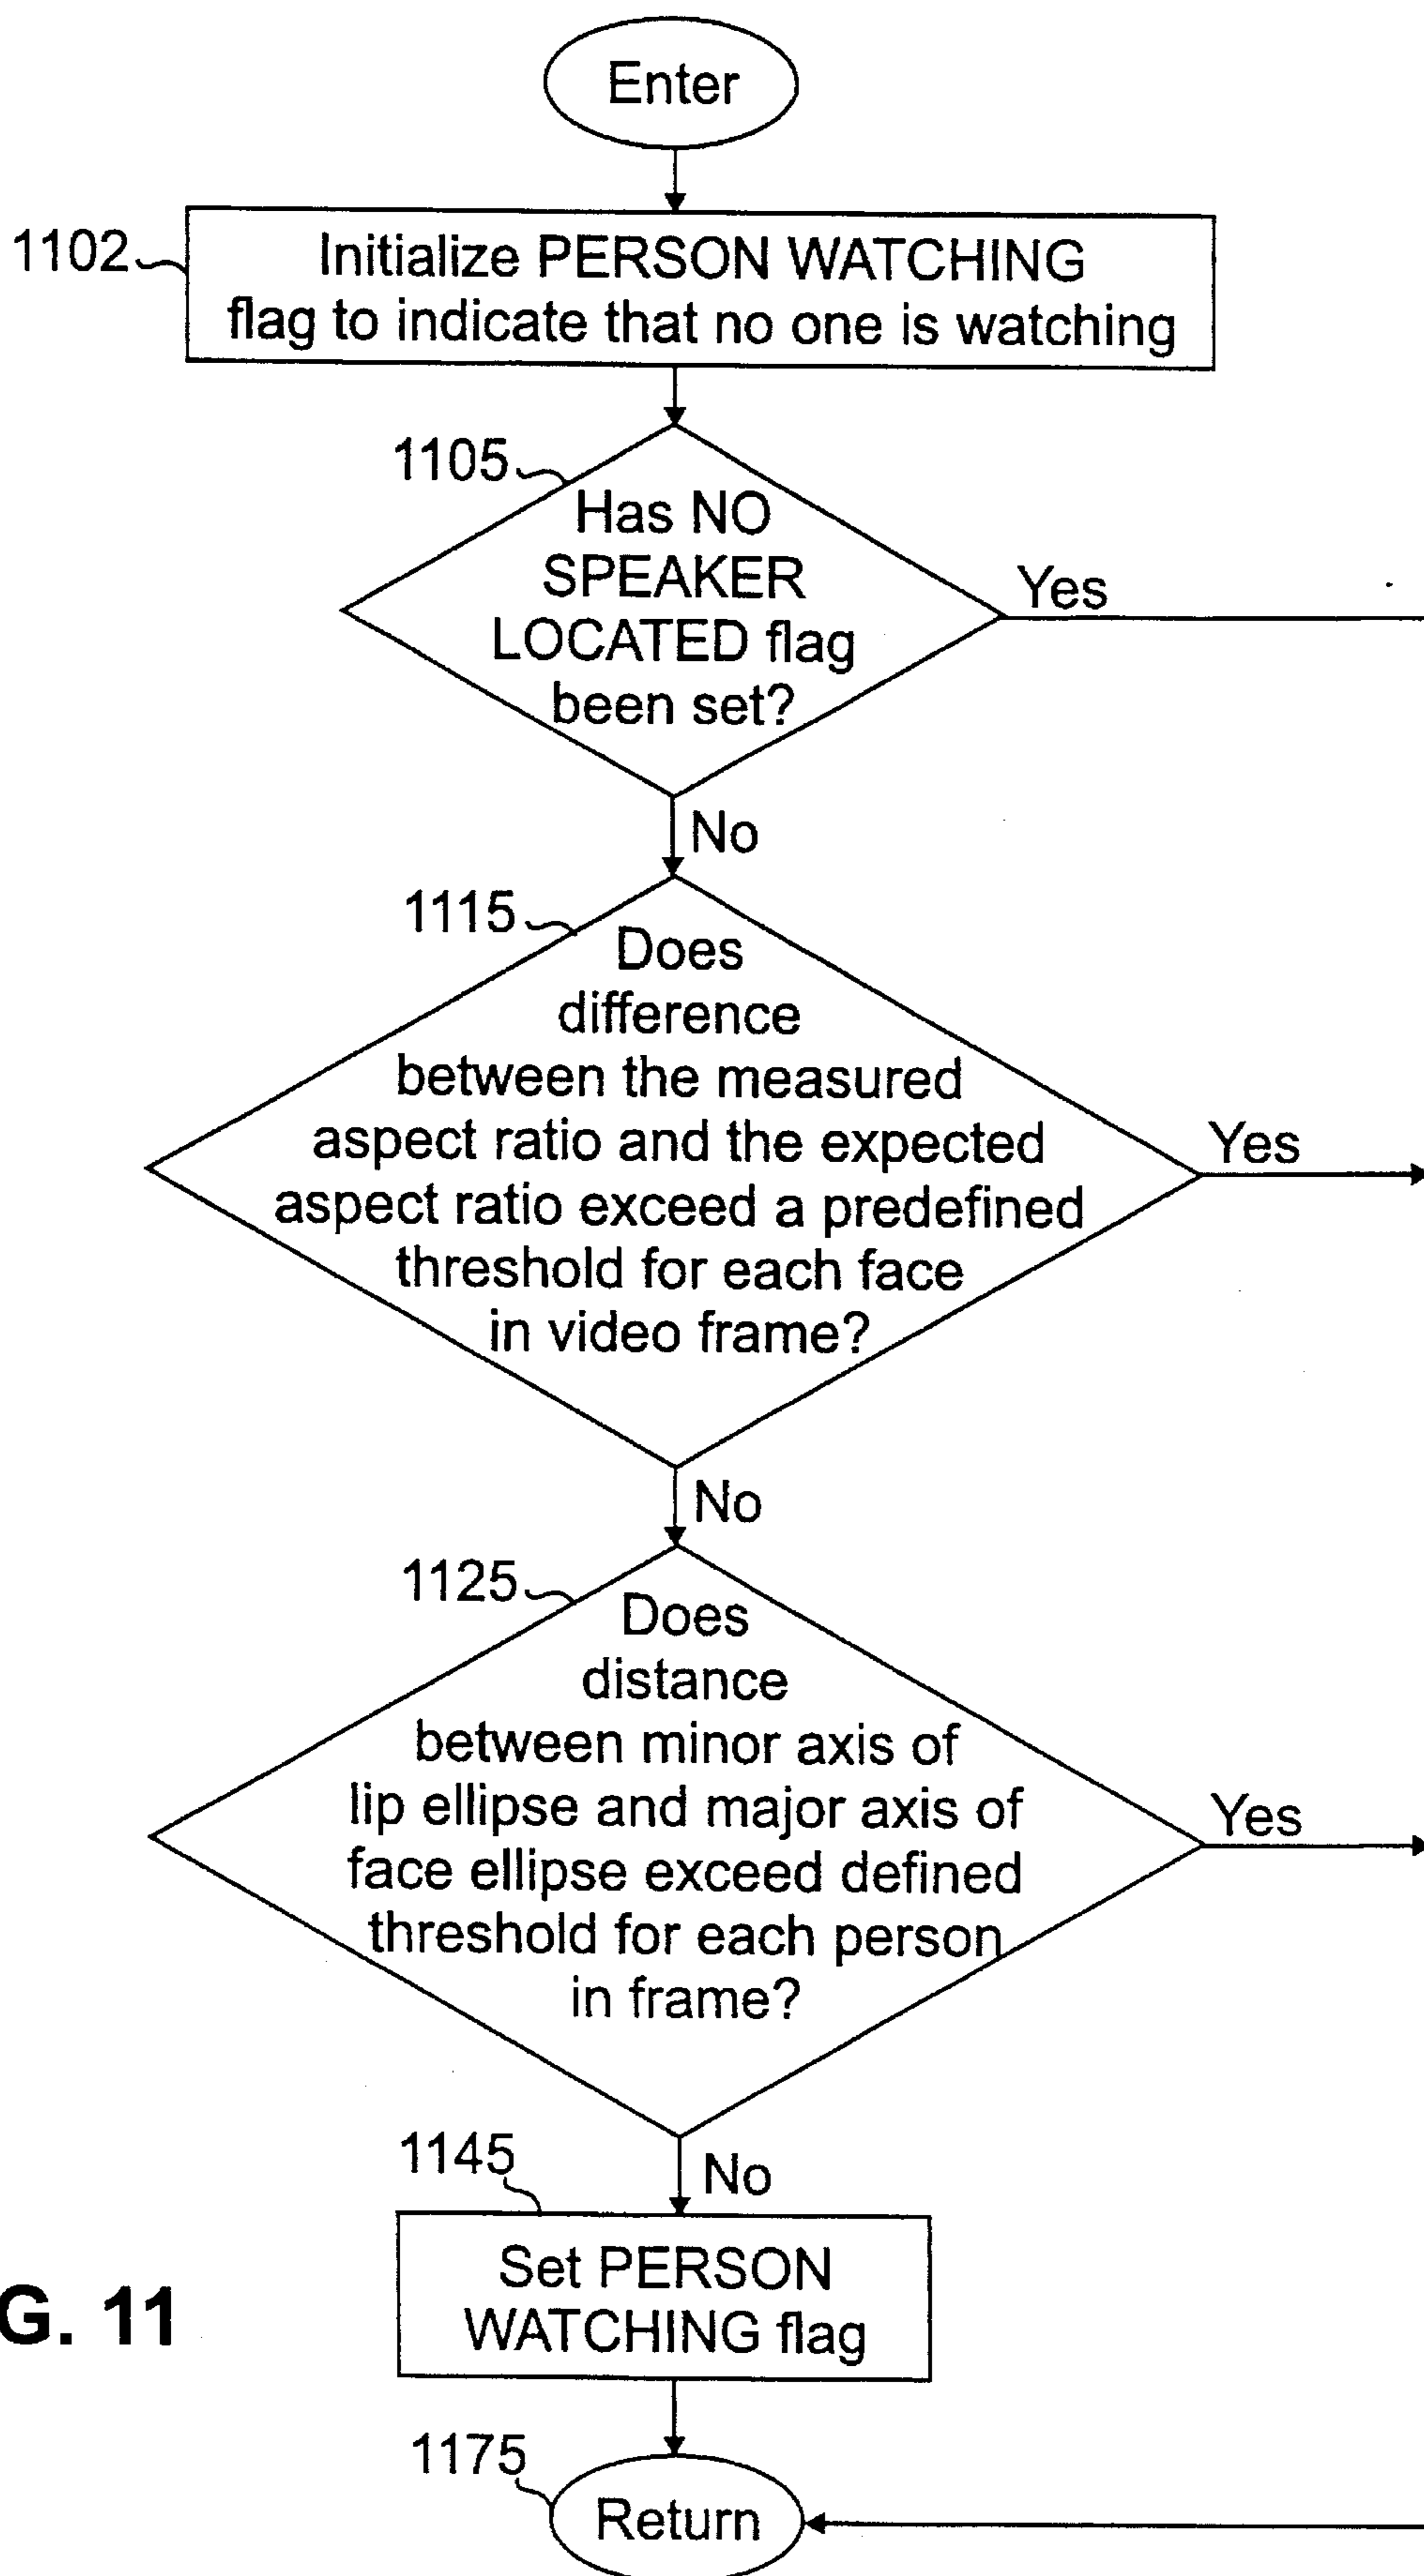 Enter
1102
Initialize PERSON WATCHING
flag to indicate that no one is watching
1105
Has NO
SPEAKER
LOCATED flag
been set?
Yes
No
1115
Does
difference
between the measured
aspect ratio and the expected
aspect ratio exceed a predefined
threshold for each face
in video frame?
Yes
No
1125
Does
distance
between minor axis of
lip ellipse and major axis of
face ellipse exceed defined
threshold for each person
in frame?
Yes
No
1145
Set PERSON
WATCHING flag
G. 11
1175
Return